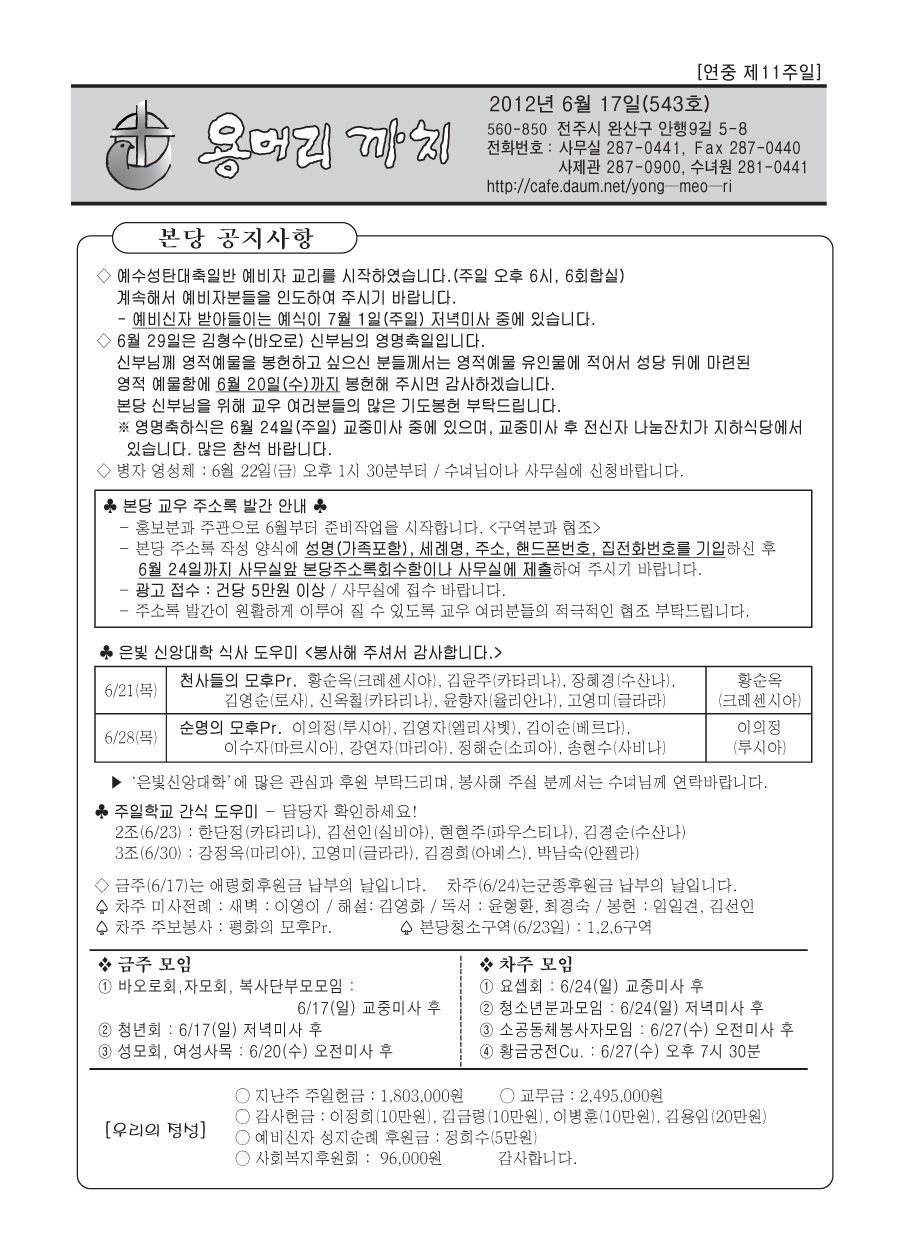 [연중 제11주일]
용머리 까치
2012년 6월 17일(543호)
560-850 전주시 완산구 안행9길 5-8
전화번호 : 사무실 287-0441, Fax 287-0440
사제관 287-0900, 수녀원 281-0441
http://cafe.daum.net/yong―meo―ri
본당 공지사항
◇ 예수성탄대축일반 예비자 교리를 시작하였습니다.(주일 오후 6시, 6회합실)
계속해서 예비자분들을 인도하여 주시기 바랍니다.
- 예비신자 받아들이는 예식이 7월 1일(주일) 저녁미사 중에 있습니다.
◇ 6월 29일은 김형수(바오로) 신부님의 영명축일입니다.
신부님께 영적예물을 봉헌하고 싶으신 분들께서는 영적예물 유인물에 적어서 성당 뒤에 마련된
영적 예물함에 6월 20일(수)까지 봉헌해 주시면 감사하겠습니다.
본당 신부님을 위해 교우 여러분들의 많은 기도봉헌 부탁드립니다.
※ 영명축하식은 6월 24일(주일) 교중미사 중에 있으며, 교중미사 후 전신자 나눔잔치가 지하식당에서
있습니다. 많은 참석 바랍니다.
◇ 병자 영성체 : 6월 22일(금) 오후 1시 30분부터 / 수녀님이나 사무실에 신청바랍니다.
♣ 본당 교우 주소록 발간 안내 ♣
- 홍보분과 주관으로 6월부터 준비작업을 시작합니다. <구역분과 협조>
- 본당 주소록 작성 양식에 성명(가족포함), 세례명, 주소, 핸드폰번호, 집전화번호를 기입하신 후
6월 24일까지 사무실앞 본당주소록회수함이나 사무실에 제출하여 주시기 바랍니다.
- 광고 접수 : 건당 5만원 이상 / 사무실에 접수 바랍니다.
- 주소록 발간이 원활하게 이루어 질 수 있도록 교우 여러분들의 적극적인 협조 부탁드립니다.
♣ 은빛 신앙대학 식사 도우미 <봉사해 주셔서 감사합니다.>
6/21(목) 천사들의 모후Pr. 황순옥(크레센시아), 김윤주(카타리나), 장혜경(수산나), 황순옥
김영순(로사), 신옥철(카타리나), 윤향자(율리안나), 고영미(글라라) (크레센시아)
6/28(목) 순명의 모후Pr. 이의정(루시아), 김영자(엘리사벳), 김이순(베르다), 이의정
이수자(마르시아), 강연자(마리아), 정해순(소피아), 송현수(사비나) (루시아)
▶ ‘은빛신앙대학’에 많은 관심과 후원 부탁드리며, 봉사해 주실 분께서는 수녀님께 연락바랍니다.
♣ 주일학교 간식 도우미 - 담당자 확인하세요!
2조(6/23) : 한단정(카타리나), 김선인(실비아), 현현주(파우스티나), 김경순(수산나)
3조(6/30) : 강정옥(마리아), 고영미(글라라), 김경희(아녜스), 박남숙(안젤라)
◇ 금주(6/17)는 애령회후원금 납부의 날입니다. 차주(6/24)는군종후원금 납부의 날입니다.
♤ 차주 미사전례 : 새벽 : 이영이 / 해설: 김영화 / 독서 : 윤형환, 최경숙 / 봉헌 : 임일견, 김선인
♤ 차주 주보봉사 : 평화의 모후Pr. ♤ 본당청소구역(6/23일) : 1,2,6구역
❖ 금주 모임
① 바오로회,자모회, 복사단부모모임 :
6/17(일) 교중미사 후
② 청년회 : 6/17(일) 저녁미사 후
③ 성모회, 여성사목 : 6/20(수) 오전미사 후
❖ 차주 모임
① 요셉회 : 6/24(일) 교중미사 후
② 청소년분과모임 : 6/24(일) 저녁미사 후
③ 소공동체봉사자모임 : 6/27(수) 오전미사 후
④ 황금궁전Cu. : 6/27(수) 오후 7시 30분
[우리의 정성]
○ 지난주 주일헌금 : 1,803,000원 ○ 교무금 : 2,495,000원
○ 감사헌금 : 이정희(10만원), 김금령(10만원), 이병훈(10만원), 김용임(20만원)
○ 예비신자 성지순례 후원금 : 정희수(5만원)
○ 사회복지후원회 : 96,000원 감사합니다.